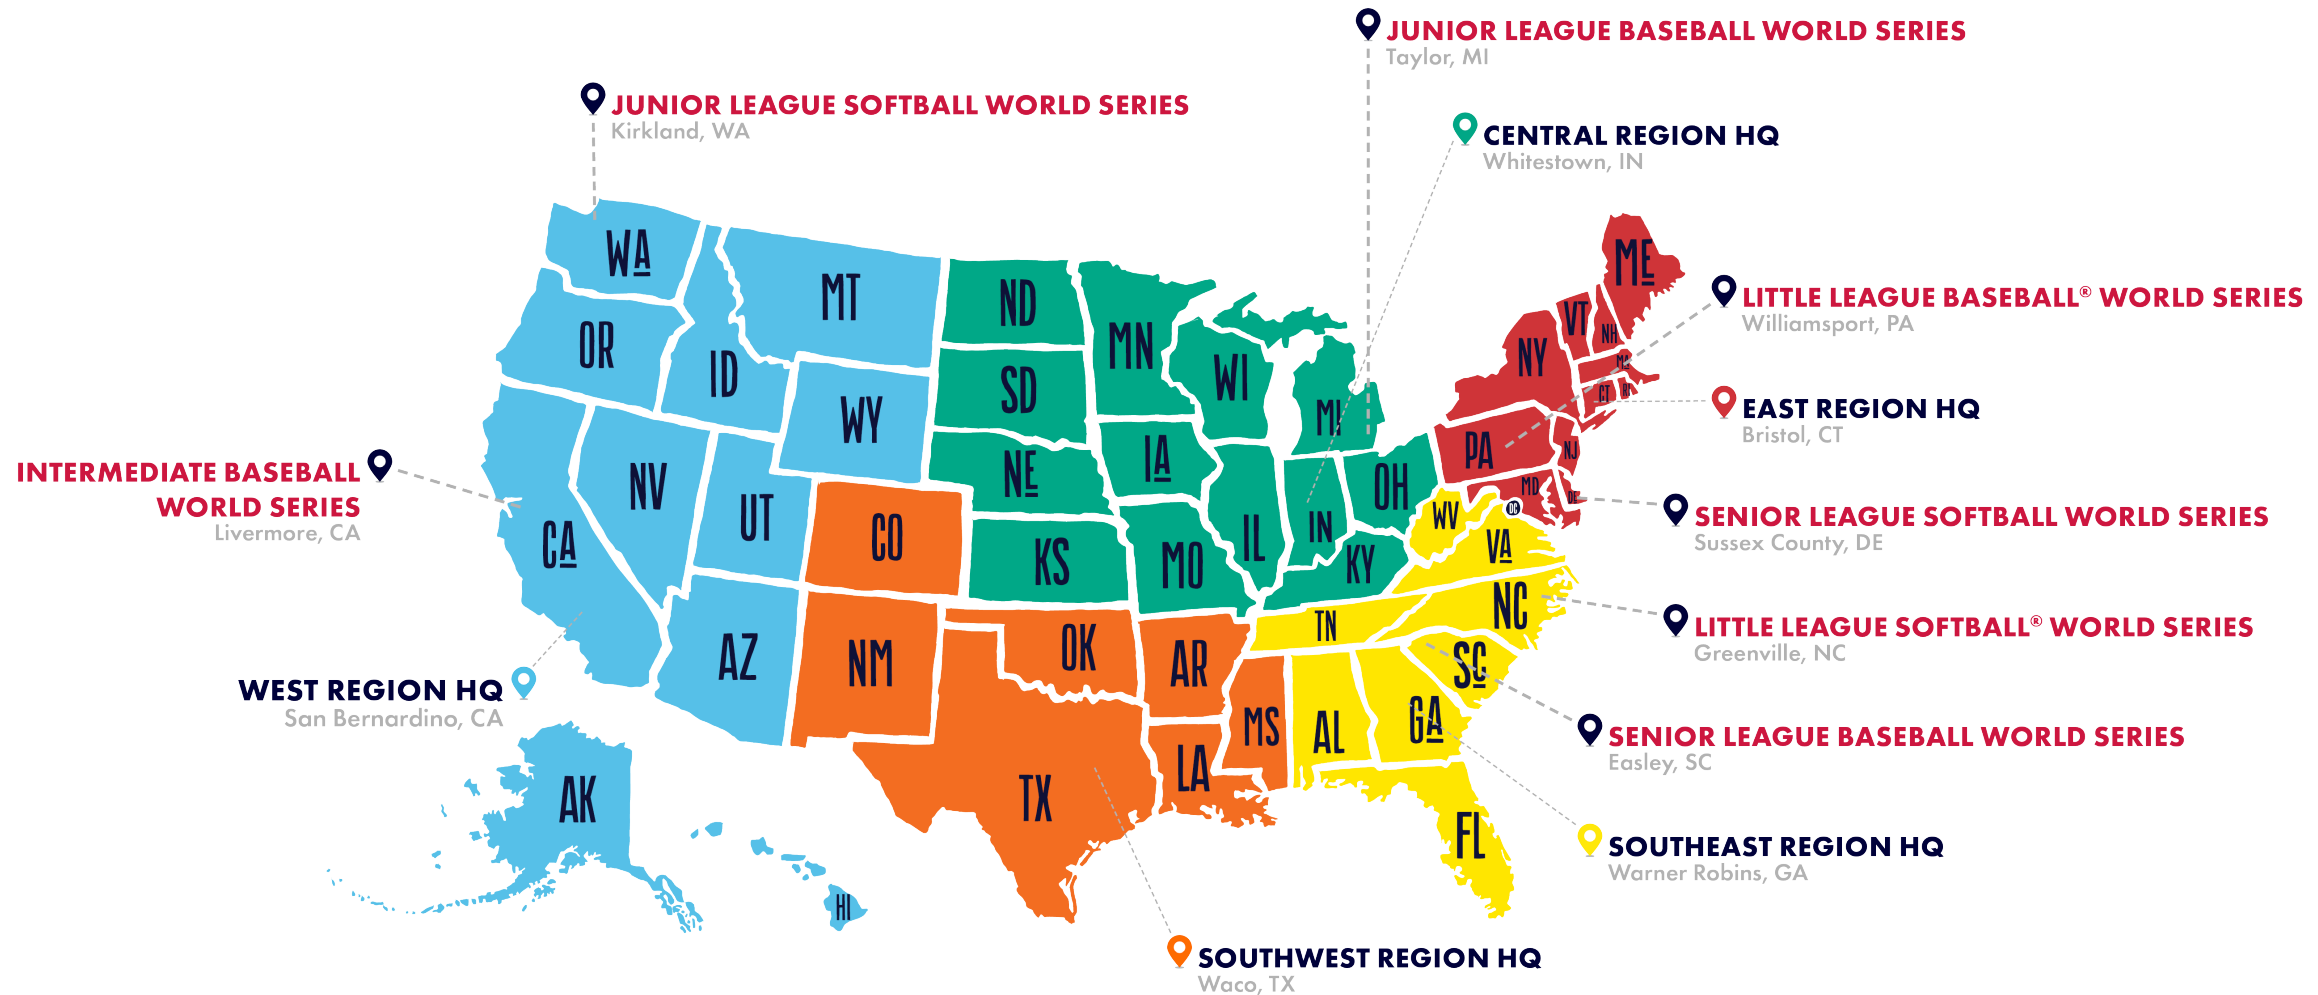 JUNIOR LEAGUE BASEBALL WORLD SERIES
Taylor, MI
JUNIOR LEAGUE SOFTBALL WORLD SERIES
Kirkland, WA
CENTRAL REGION HQ
Whitestown, IN
LITTLE LEAGUE BASEBALL® WORLD SERIES
Williamsport, PA
EAST REGION HQ
Bristol, CT
INTERMEDIATE BASEBALL
WORLD SERIES
Livermore, CA
SENIOR LEAGUE SOFTBALL WORLD SERIES
Sussex County, DE
LITTLE LEAGUE SOFTBALL® WORLD SERIES
Greenville, NC
WEST REGION HQ
San Bernardino, CA
SENIOR LEAGUE BASEBALL WORLD SERIES
Easley, SC
SOUTHEAST REGION HQ
Warner Robins, GA
SOUTHWEST REGION HQ
Waco, TX
WA
OR
ID
MT
WY
CA
NV
UT
AZ
AK
HI
CO
NM
TX
OK
AR
LA
MS
ND
SD
NE
KS
MN
IA
MO
WI
IL
MI
IN
OH
KY
TN
WV
VA
DC
NC
SC
GA
AL
FL
ME
VT
NH
MA
CT
RI
NY
PA
NJ
MD
DE